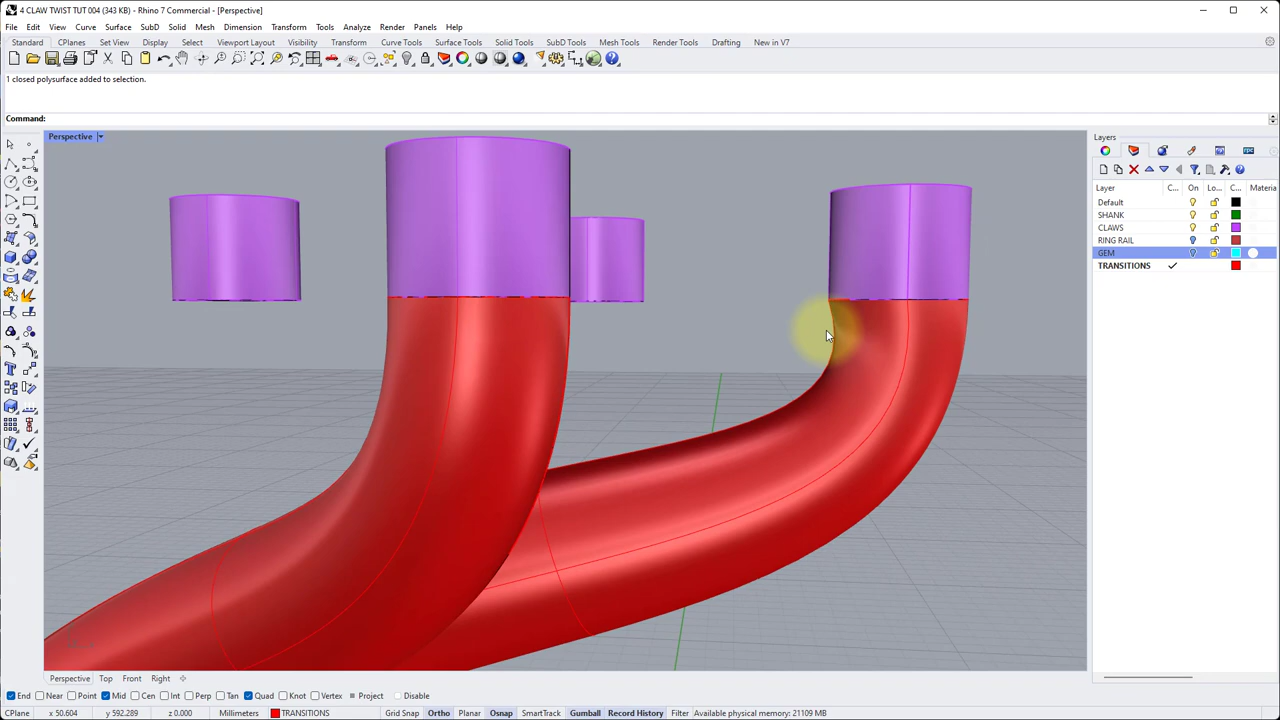 4 CLAW TWIST TUT 004 (343 KB) - Rhino 7 Commercial - [Perspective]
File Edit View Curve Surface SubD Solid Mesh Dimension Transform Tools Analyze Render Panels Help
Standard CPlanes Set View Display Select Viewport Layout Visibility Transform Curve Tools Surface Tools Solid Tools SubD Tools Mesh Tools Render Tools Drafting New in V7
1 closed polysurface added to selection.
Command:
Perspective
Layers
Layer C... On Lo... C... Materia
Default
SHANK
CLAWS
RING RAIL
GEM
TRANSITIONS
Perspective Top Front Right
End Near Point Mid Cen Int Perp Tan Quad Knot Vertex Project Disable
CPlane x 50.604 y 592.289 z 0.000 Millimeters TRANSITIONS Grid Snap Ortho Planar Osnap SmartTrack Gumball Record History Filter Available physical memory: 21109 MB